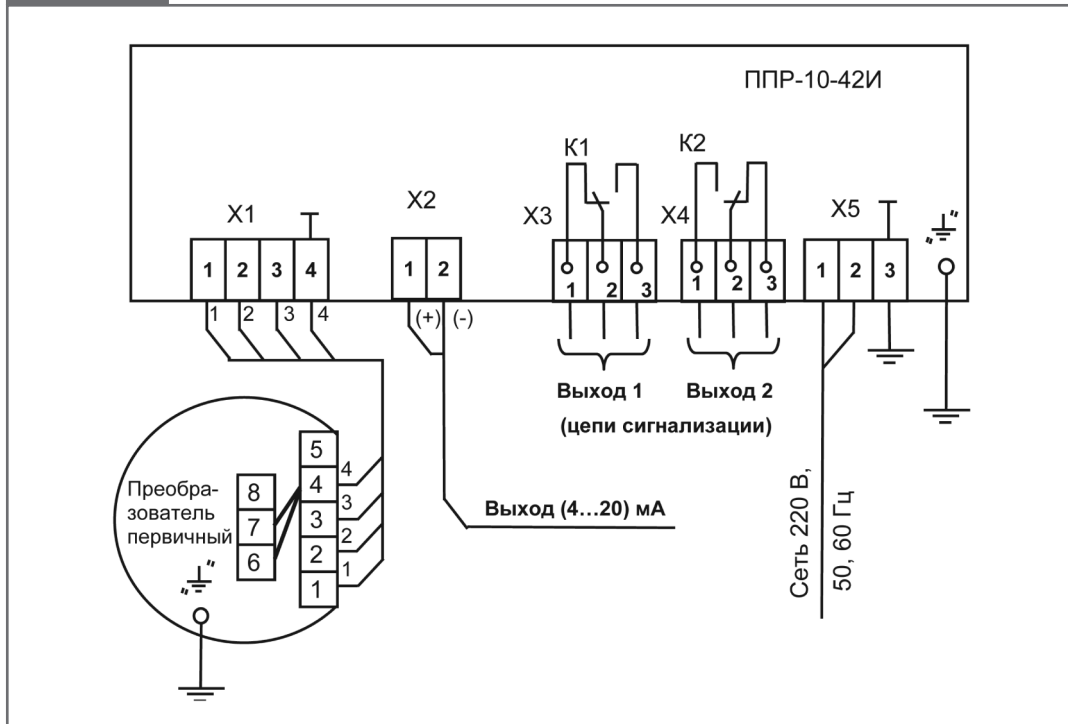 ППР-10-42И
К1
К2
Х1
Х2
Х3
Х4
Х5
1 2 3 4
1 2
1 2 3
1 2 3
1 2 3
1 2 3 4
(+) (-)
Выход 1
Выход 2
(цепи сигнализации)
Преобра-
зователь
первичный
8
7
6
5
4
3
2
1
4
3
2
1
Выход (4...20) мА
Сеть 220 В,
50, 60 Гц